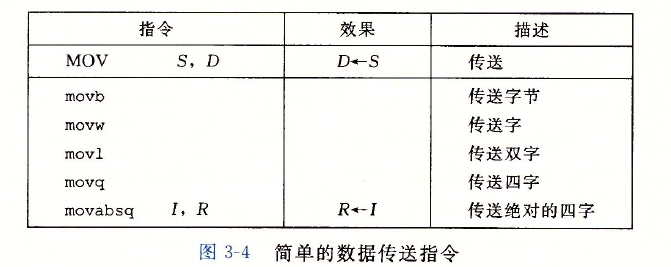 指令 效果 描述
MOV S, D D←S 传送
movb 传送字节
movw 传送字
movl 传送双字
movq 传送四字
movabsq I, R R←I 传送绝对的四字
图 3-4 简单的数据传送指令